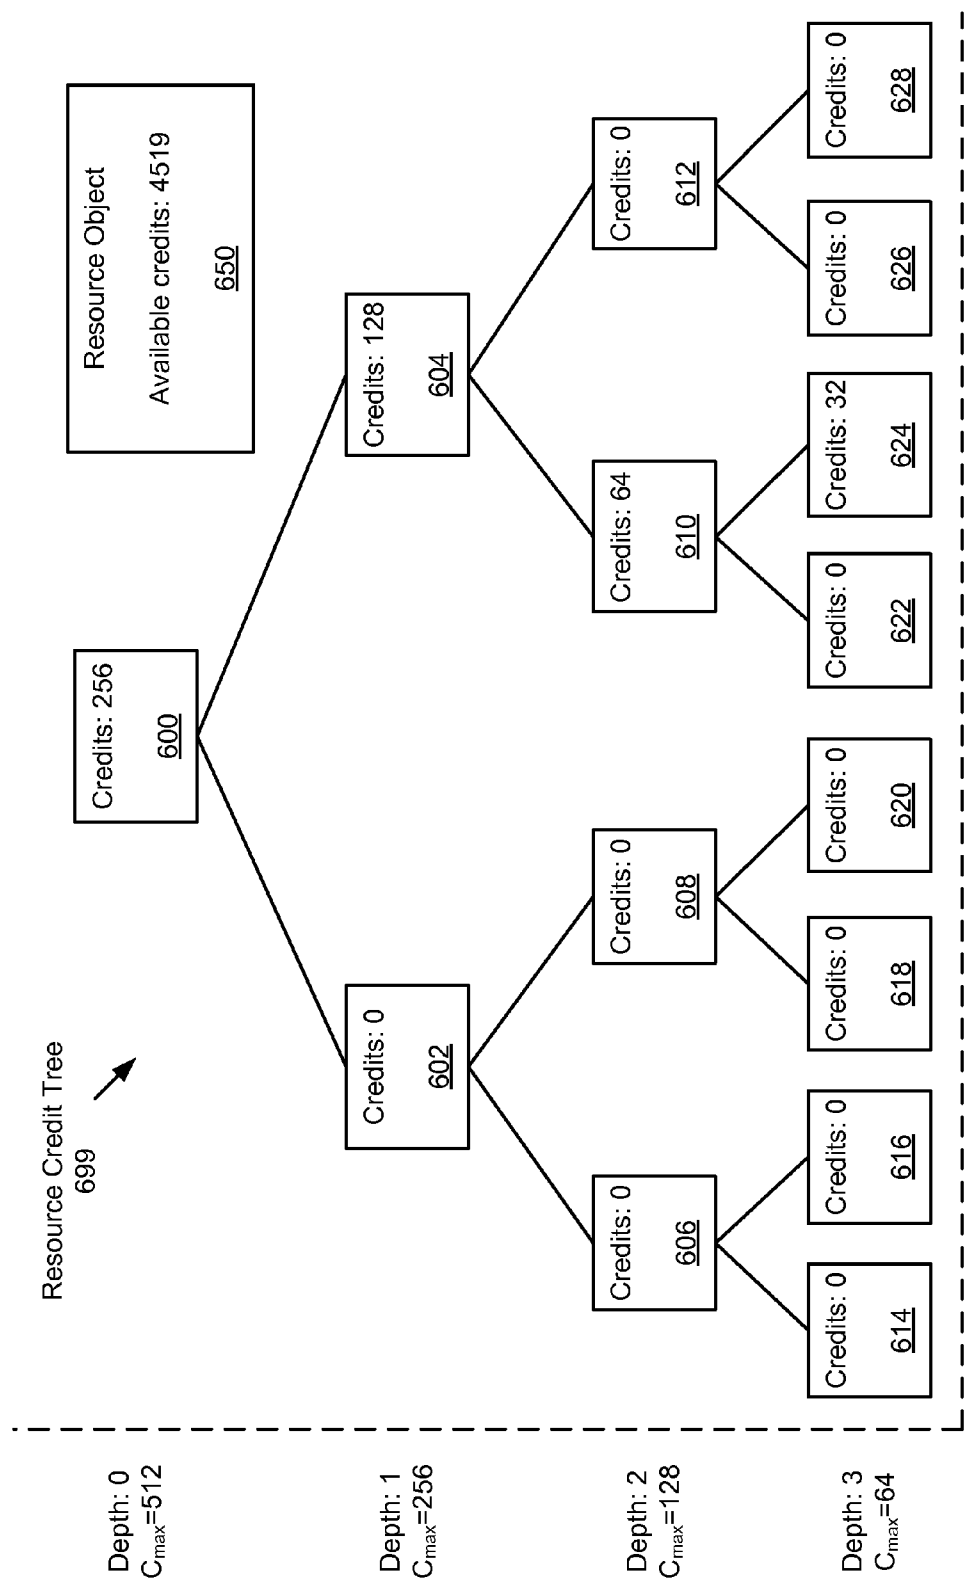 Resource Credit Tree
699
Resource Object
Available credits: 4519
650
Depth: 0
Cmax=512
Credits: 256
600
Depth: 1
Cmax=256
Credits: 0
602
Credits: 128
604
Depth: 2
Cmax=128
Credits: 0
606
Credits: 0
608
Credits: 64
610
Credits: 0
612
Depth: 3
Cmax=64
Credits: 0
614
Credits: 0
616
Credits: 0
618
Credits: 0
620
Credits: 0
622
Credits: 32
624
Credits: 0
626
Credits: 0
628